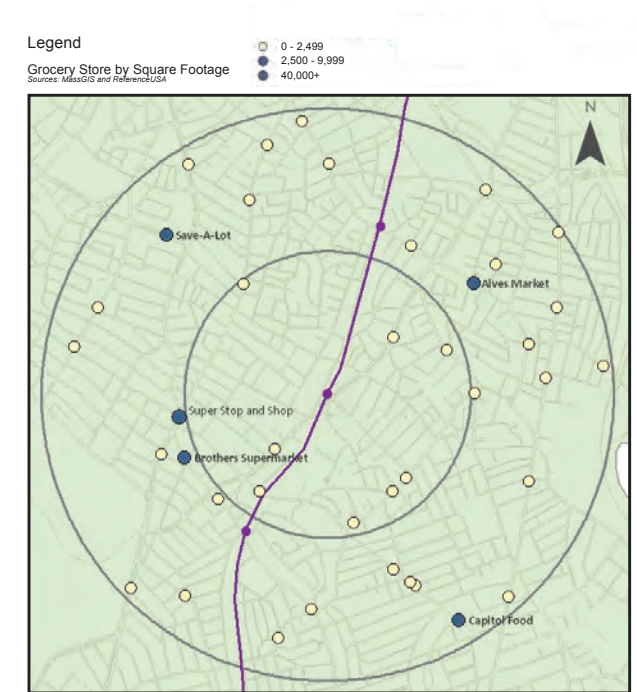 Legend
0 - 2,499
Grocery Store by Square Footage
2,500 - 9,999
Sources: MassGIS and ReferenceUSA
40,000+
N
Save-A-Lot
Alves Market
Super Stop and Shop
Brothers Supermarket
Capitol Food